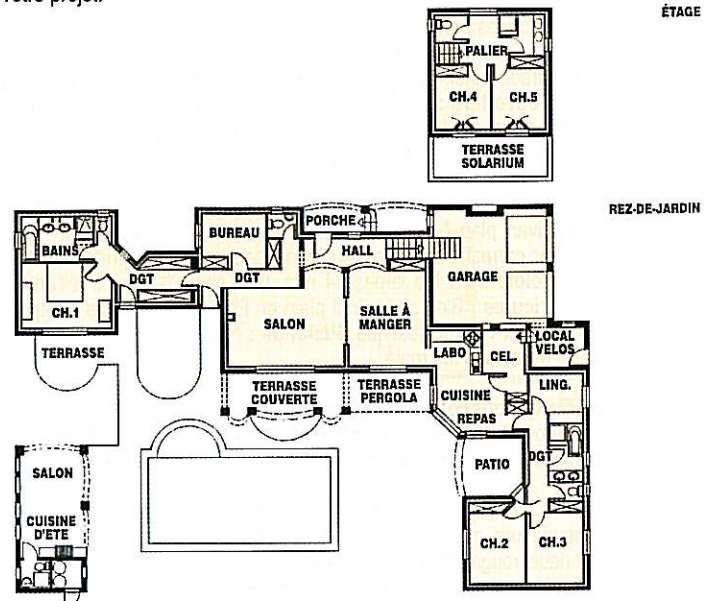 votre projet.
ÉTAGE
PALIER
CH.4
CH.5
TERRASSE
SOLARIUM
REZ-DE-JARDIN
PORCHE
BUREAU
BAINS
HALL
DGT
DGT
GARAGE
CH.1
SALON
SALLE À
MANGER
TERRASSE
LABO
CEL.
LOCAL
VELOS
TERRASSE
COUVERTE
TERRASSE
PERGOLA
LING.
CUISINE
REPAS
SALON
PATIO
DGT
CUISINE
D'ETE
CH.2
CH.3